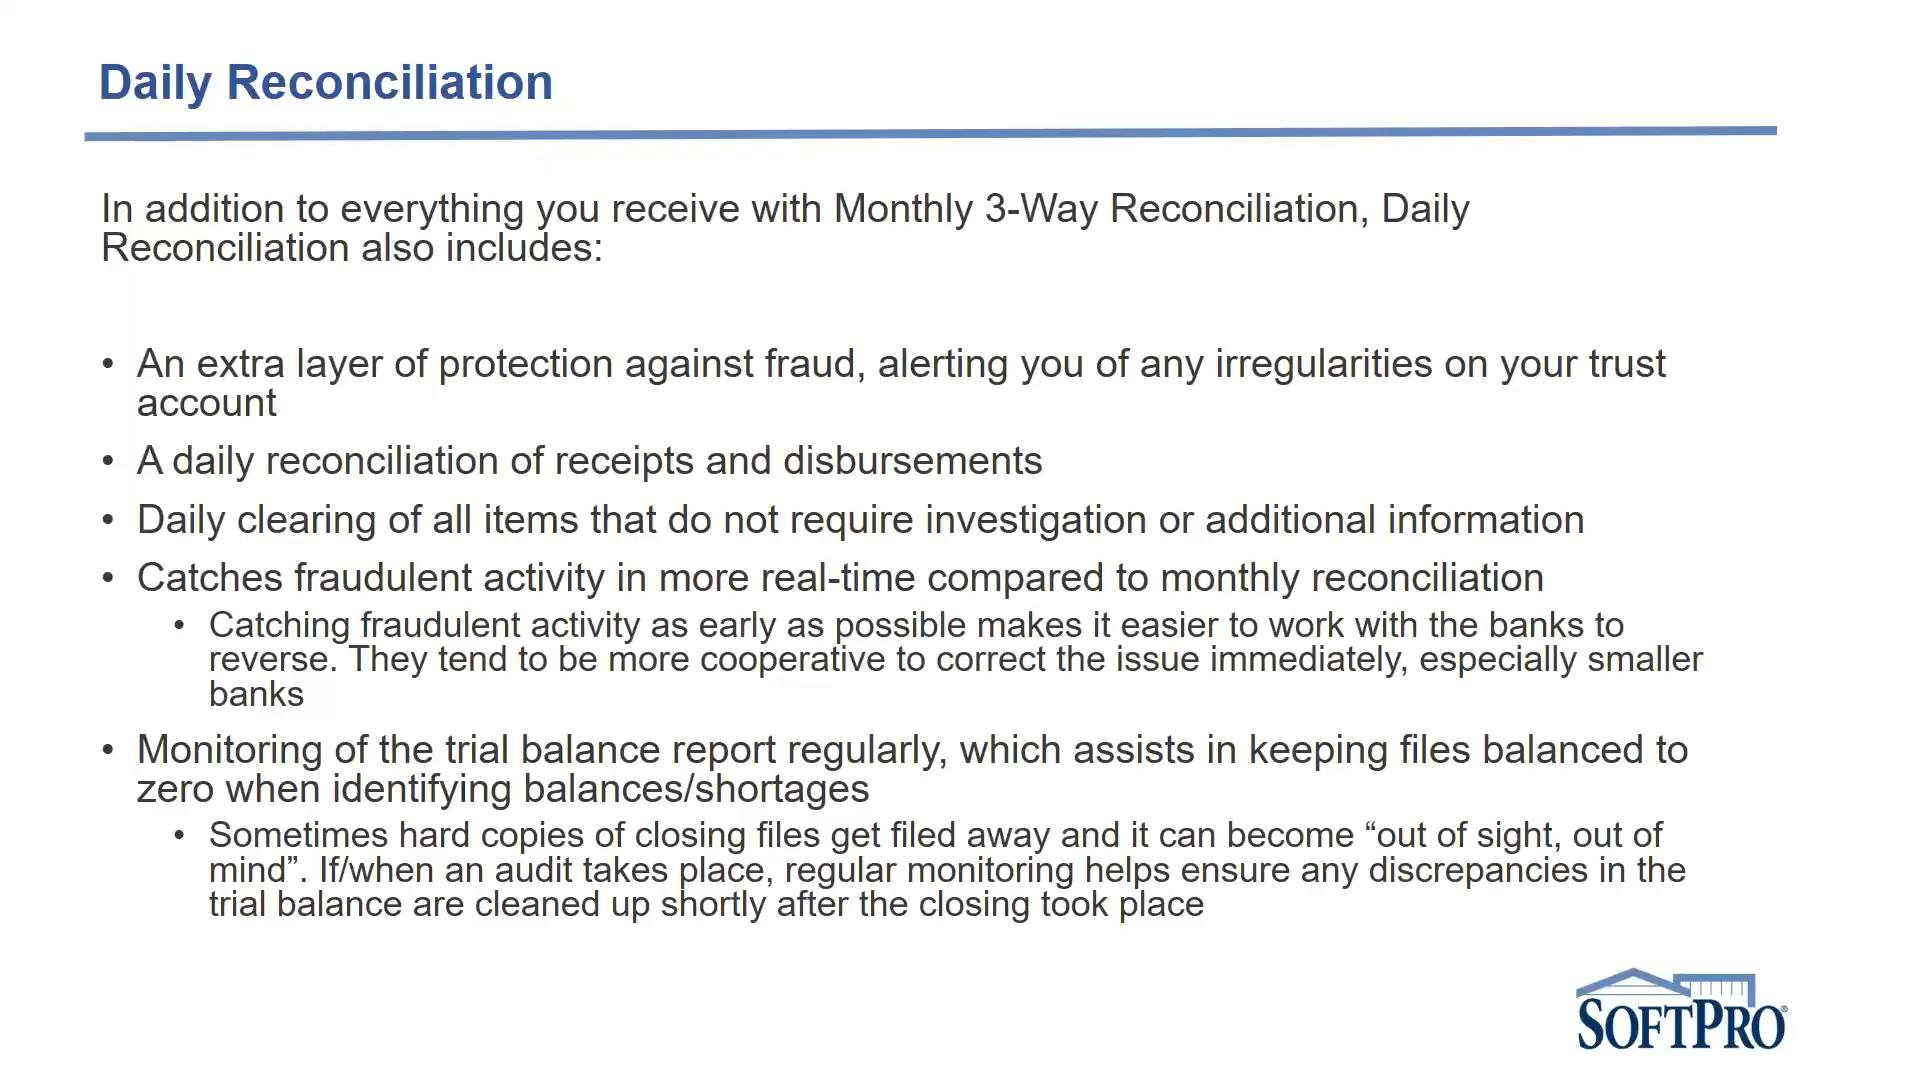 Daily Reconciliation
In addition to everything you receive with Monthly 3-Way Reconciliation, Daily
Reconciliation also includes:
• An extra layer of protection against fraud, alerting you of any irregularities on your trust
account
• A daily reconciliation of receipts and disbursements
• Daily clearing of all items that do not require investigation or additional information
• Catches fraudulent activity in more real-time compared to monthly reconciliation
• Catching fraudulent activity as early as possible makes it easier to work with the banks to
reverse. They tend to be more cooperative to correct the issue immediately, especially smaller
banks
• Monitoring of the trial balance report regularly, which assists in keeping files balanced to
zero when identifying balances/shortages
• Sometimes hard copies of closing files get filed away and it can become “out of sight, out of
mind”. If/when an audit takes place, regular monitoring helps ensure any discrepancies in the
trial balance are cleaned up shortly after the closing took place
SOFTPRO®